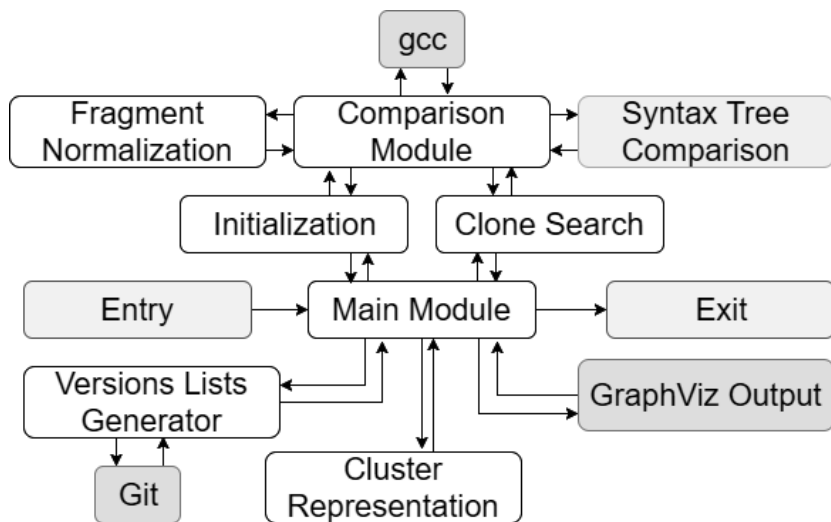 gcc
Fragment
Normalization
Comparison
Module
Syntax Tree
Comparison
Initialization
Clone Search
Entry
Main Module
Exit
Versions Lists
Generator
GraphViz Output
Git
Cluster
Representation